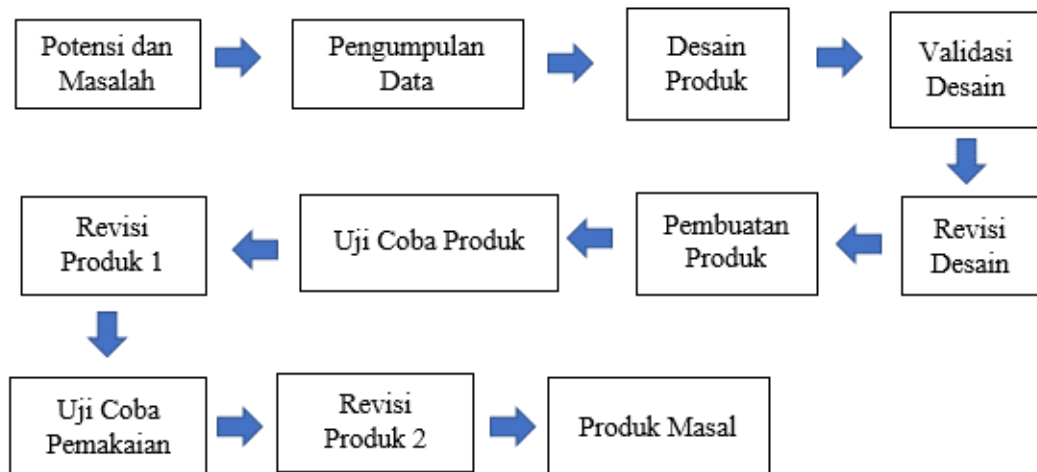 Potensi dan
Masalah
Pengumpulan
Data
Desain
Produk
Validasi
Desain
Revisi
Desain
Pembuatan
Produk
Uji Coba Produk
Revisi
Produk 1
Uji Coba
Pemakaian
Revisi
Produk 2
Produk Masal